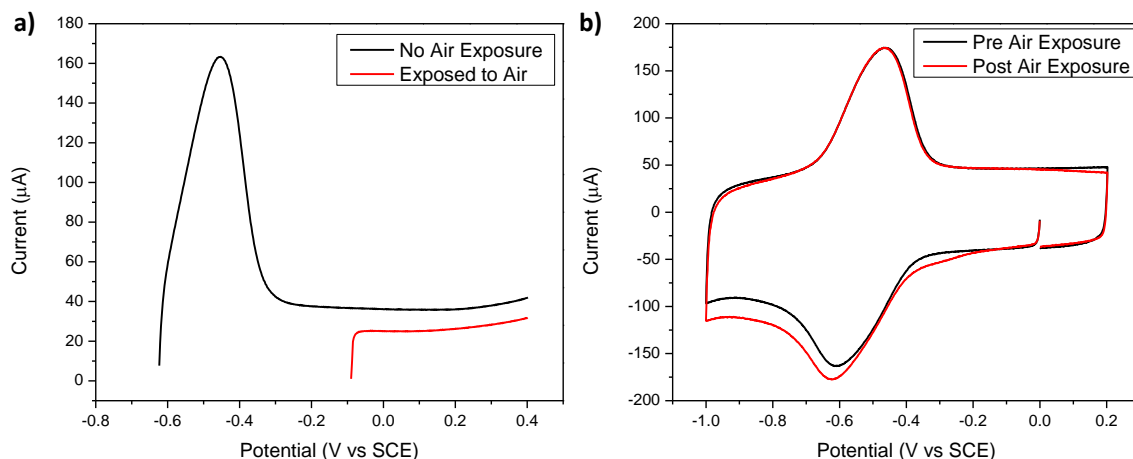 a)
180
160
140
120
100
80
60
40
20
0
Current (μA)
No Air Exposure
Exposed to Air
-0.8 -0.6 -0.4 -0.2 0.0 0.2 0.4
Potential (V vs SCE)
b)
200
150
100
50
0
-50
-100
-150
-200
Current (μA)
Pre Air Exposure
Post Air Exposure
-1.0 -0.8 -0.6 -0.4 -0.2 0.0 0.2
Potential (V vs SCE)